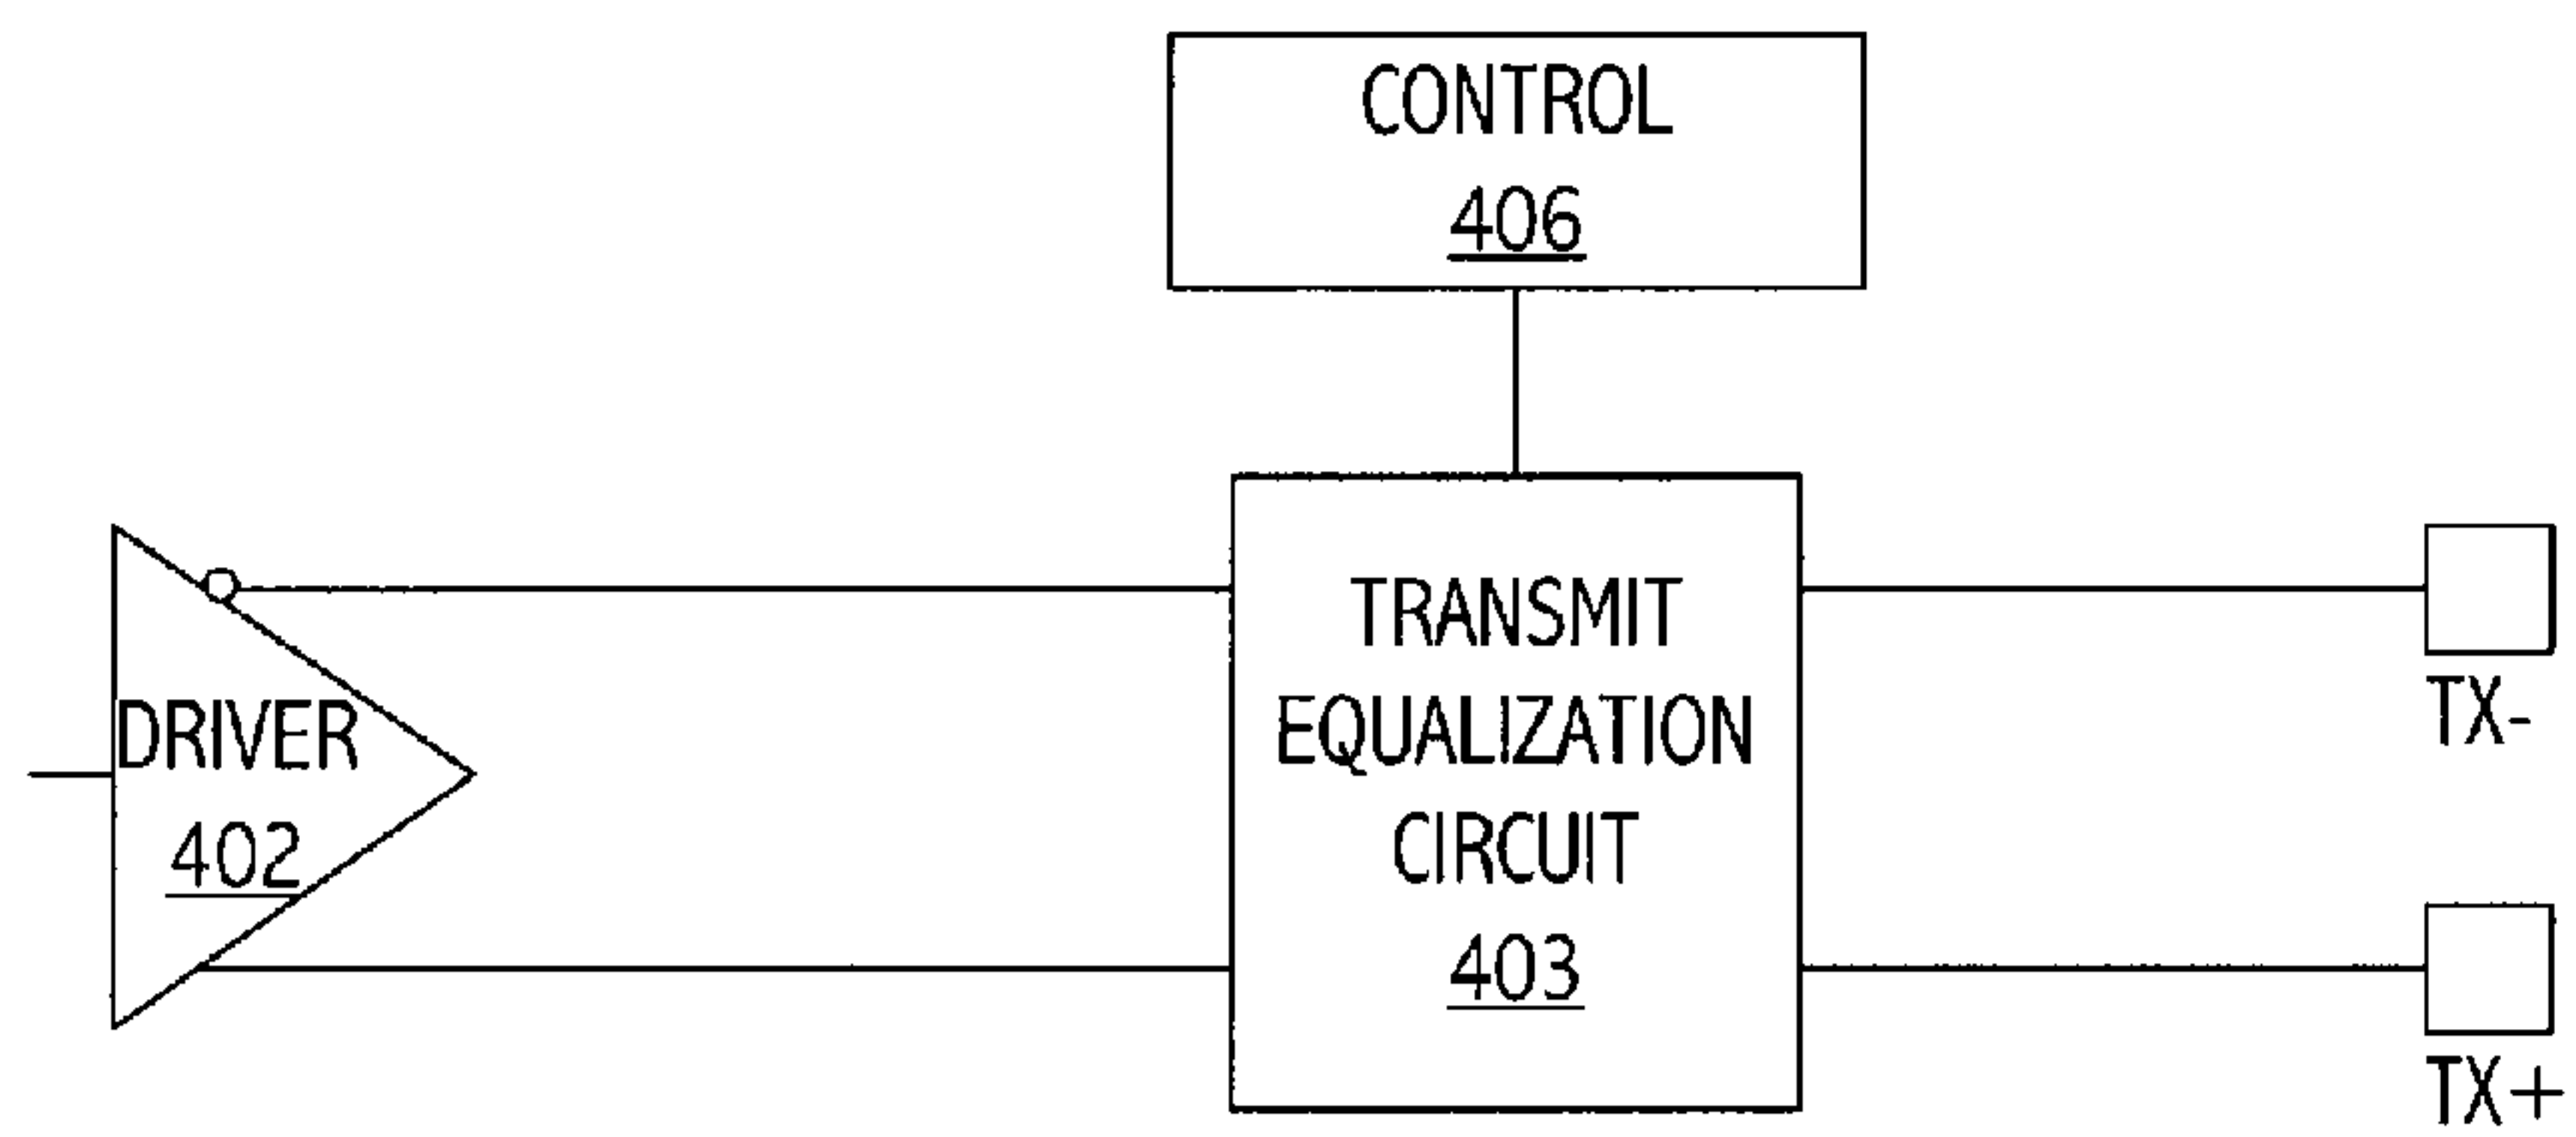 CONTROL
406
DRIVER
402
TRANSMIT
EQUALIZATION
CIRCUIT
403
TX-
TX+